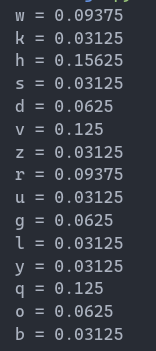 w = 0.09375
k = 0.03125
h = 0.15625
s = 0.03125
d = 0.0625
v = 0.125
z = 0.03125
r = 0.09375
u = 0.03125
g = 0.0625
l = 0.03125
y = 0.03125
q = 0.125
o = 0.0625
b = 0.03125